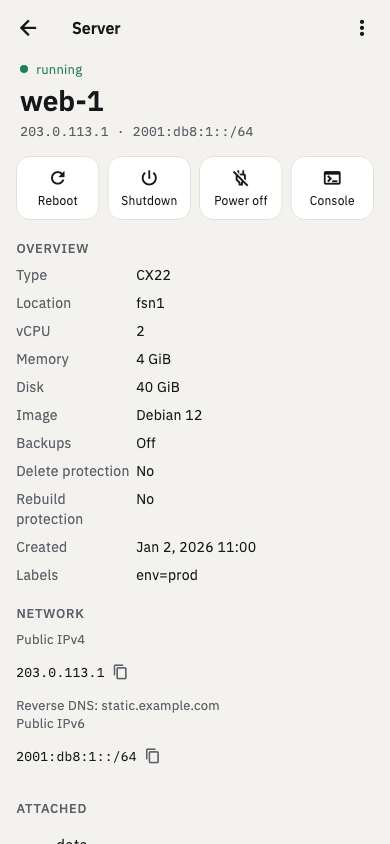 Server
running
web-1
203.0.113.1 · 2001:db8:1::/64
Reboot Shutdown Power off Console
OVERVIEW
Type CX22
Location fsn1
vCPU 2
Memory 4 GiB
Disk 40 GiB
Image Debian 12
Backups Off
Delete protection No
Rebuild No
protection
Created Jan 2, 2026 11:00
Labels env=prod
NETWORK
Public IPv4
203.0.113.1
Reverse DNS: static.example.com
Public IPv6
2001:db8:1::/64
ATTACHED